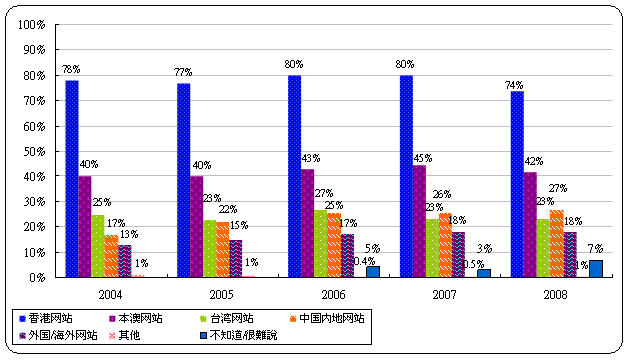 100%
90%
80%
70%
60%
50%
40%
30%
20%
10%
0%
78% 40% 25% 17% 13% 1%
77% 40% 23% 22% 15% 1%
80% 43% 27% 25% 17% 0.4% 5%
80% 45% 23% 26% 18% 0.5% 3%
74% 42% 23% 27% 18% 1% 7%
2004 2005 2006 2007 2008
香港网站 本澳网站 台湾网站 中国内地网站
外国/海外网站 其他 不知道/很難說